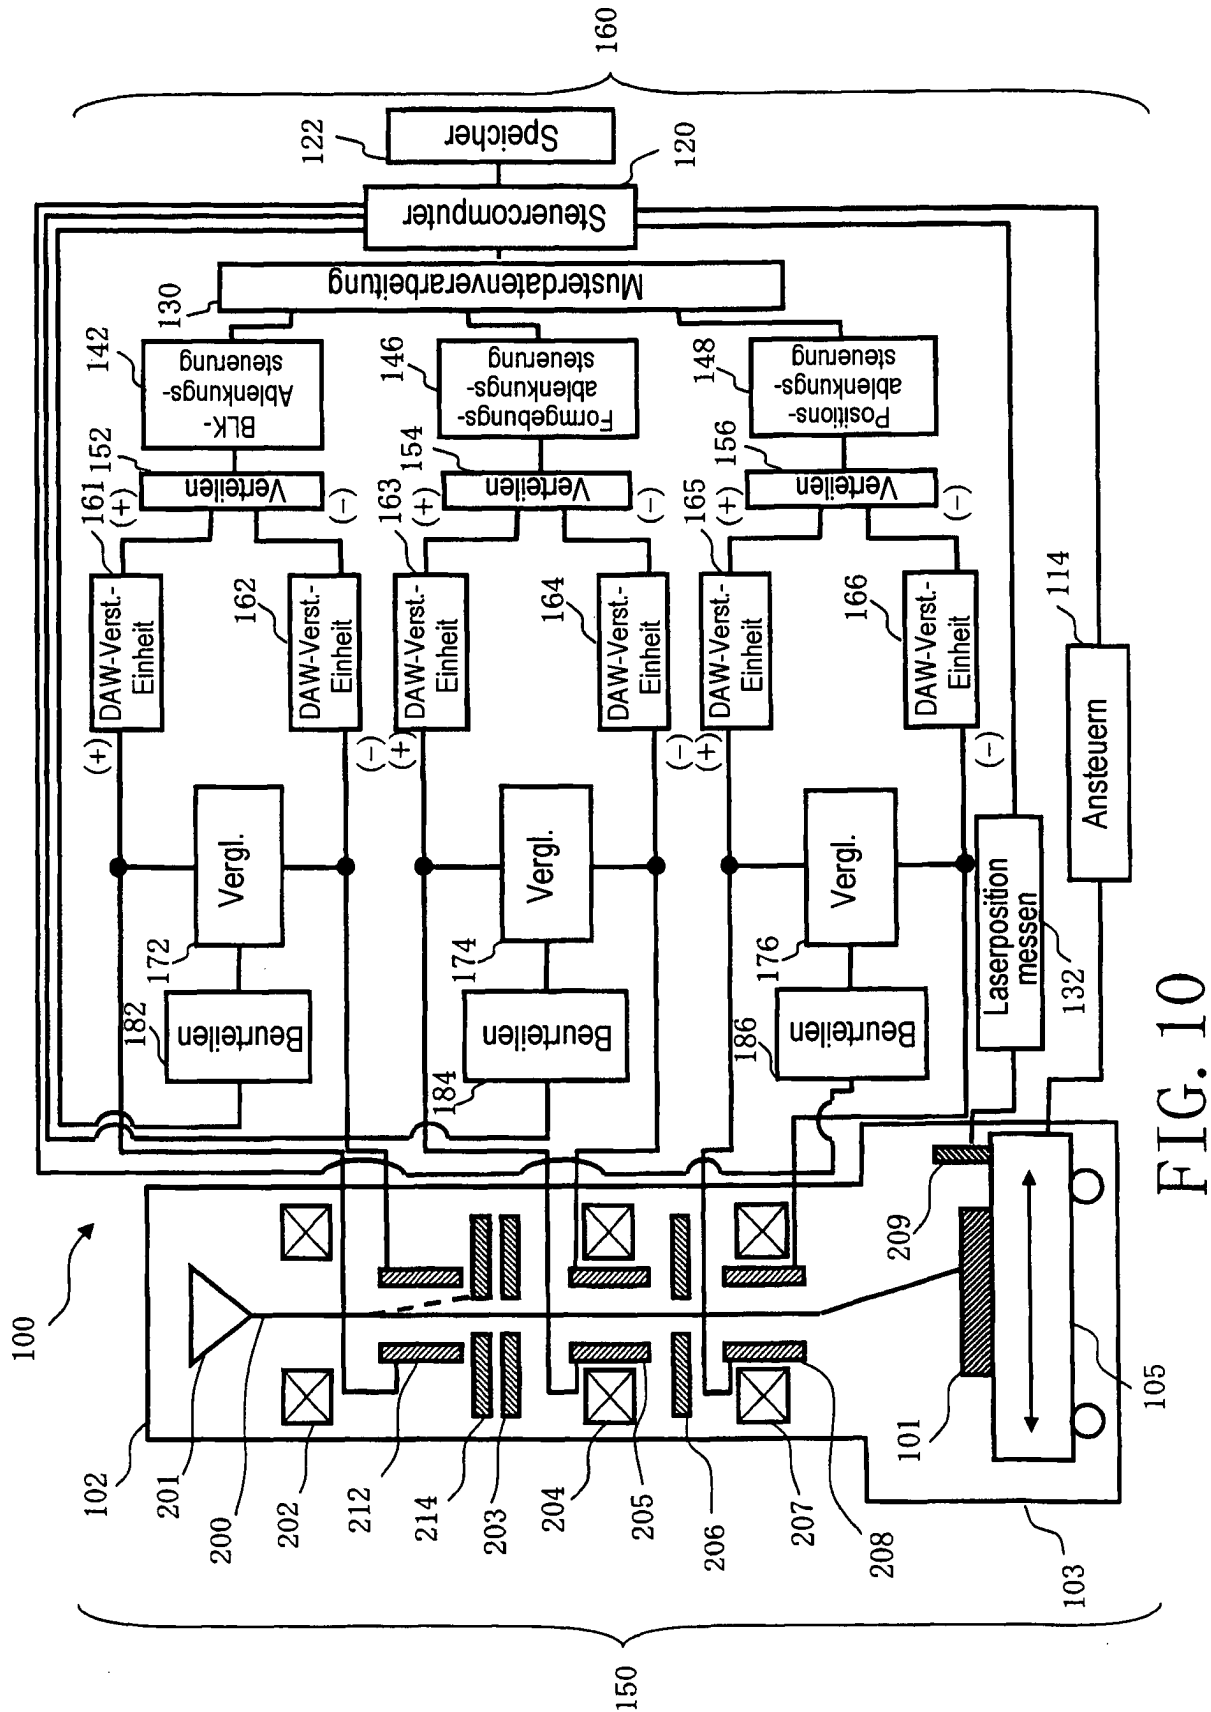 160
122
Speicher
120
Steuercomputer
130
Musterdatenverarbeitung
142
BLK-
Ablenkungs-
steuerung
146
Formgebungs-
ablenkungs-
steuerung
148
Positions-
ablenkungs-
steuerung
152
Verteilen
(+)
(−)
154
Verteilen
(+)
(−)
156
Verteilen
(+)
(−)
161
DAW-Verst.-
Einheit
(+)
162
DAW-Verst.-
Einheit
(−)
163
DAW-Verst.-
Einheit
(+)
164
DAW-Verst.-
Einheit
(−)
165
DAW-Verst.-
Einheit
(+)
166
DAW-Verst.-
Einheit
(−)
114
Ansteuern
172
Vergl.
174
Vergl.
176
Vergl.
132
Laserposition
messen
182
Beurteilen
184
Beurteilen
186
Beurteilen
100
102
201
200
202
212
214
203
204
205
206
207
208
209
101
105
103
150
FIG. 10